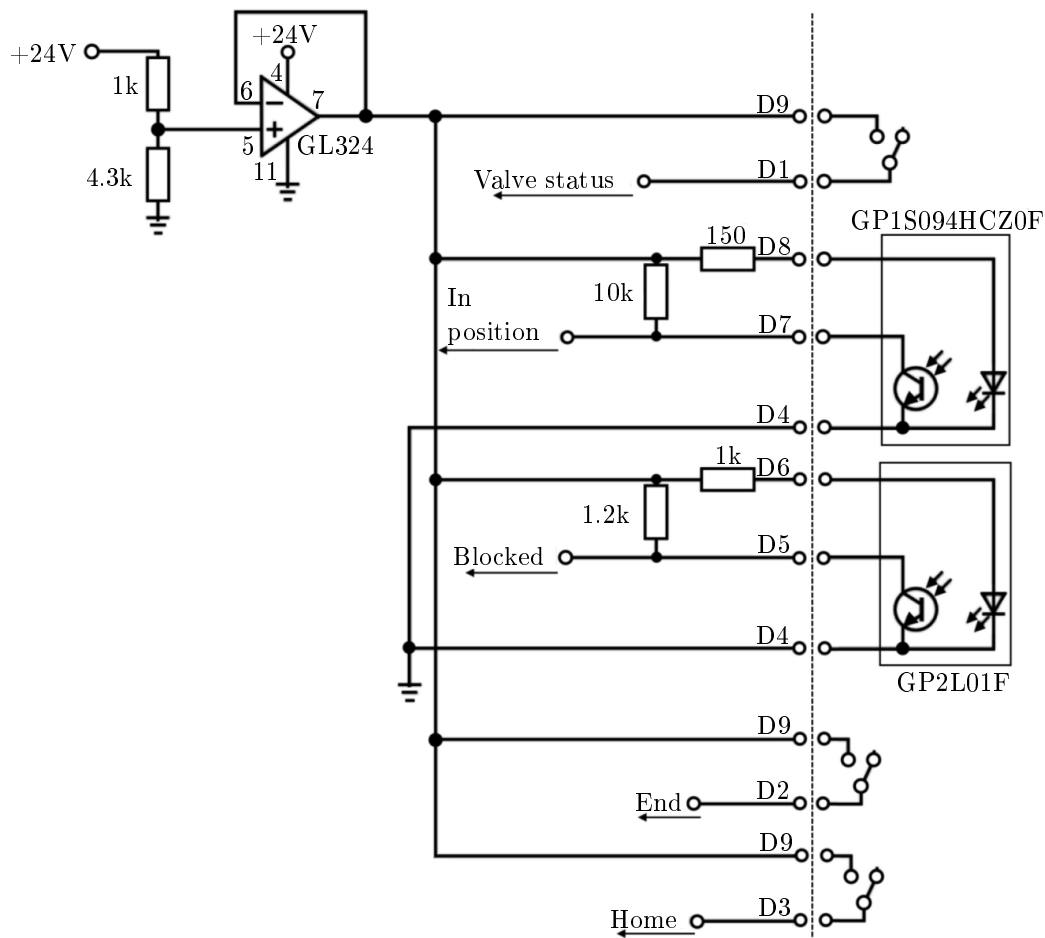 +24V
+24V
1k
4
6
7
5
GL324
11
4.3k
D9
D1
Valve status
GP1S094HCZ0F
150
D8
10k
In
position
D7
D4
1k
D6
1.2k
Blocked
D5
D4
GP2L01F
D9
End
D2
D9
Home
D3